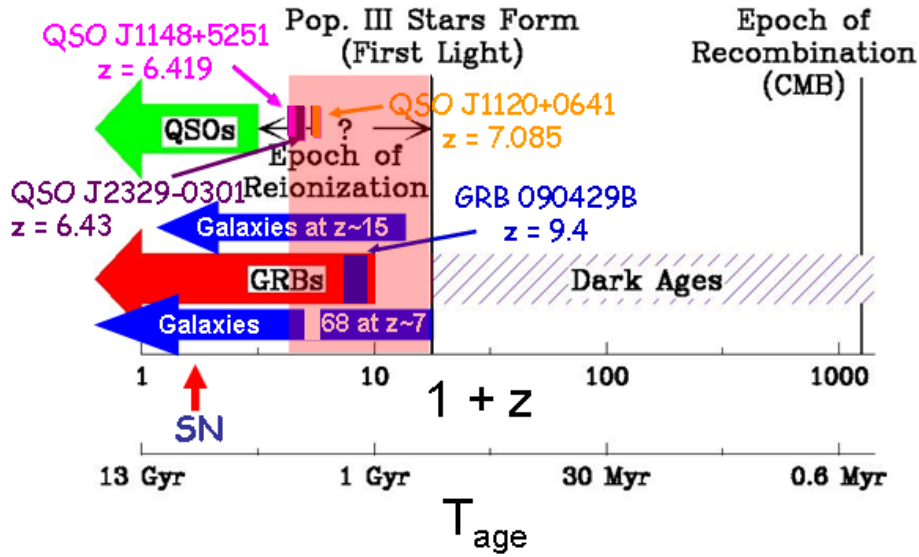 QSO J1148+5251
z = 6.419
Pop. III Stars Form
(First Light)
Epoch of
Recombination
(CMB)
QSOs
?
QSO J1120+0641
z = 7.085
Epoch of
Reionization
QSO J2329-0301
z = 6.43
GRB 090429B
z = 9.4
Galaxies at z~15
GRBs
Dark Ages
Galaxies
68 at z~7
1 10 100 1000
1 + z
SN
13 Gyr 1 Gyr 30 Myr 0.6 Myr
Tage